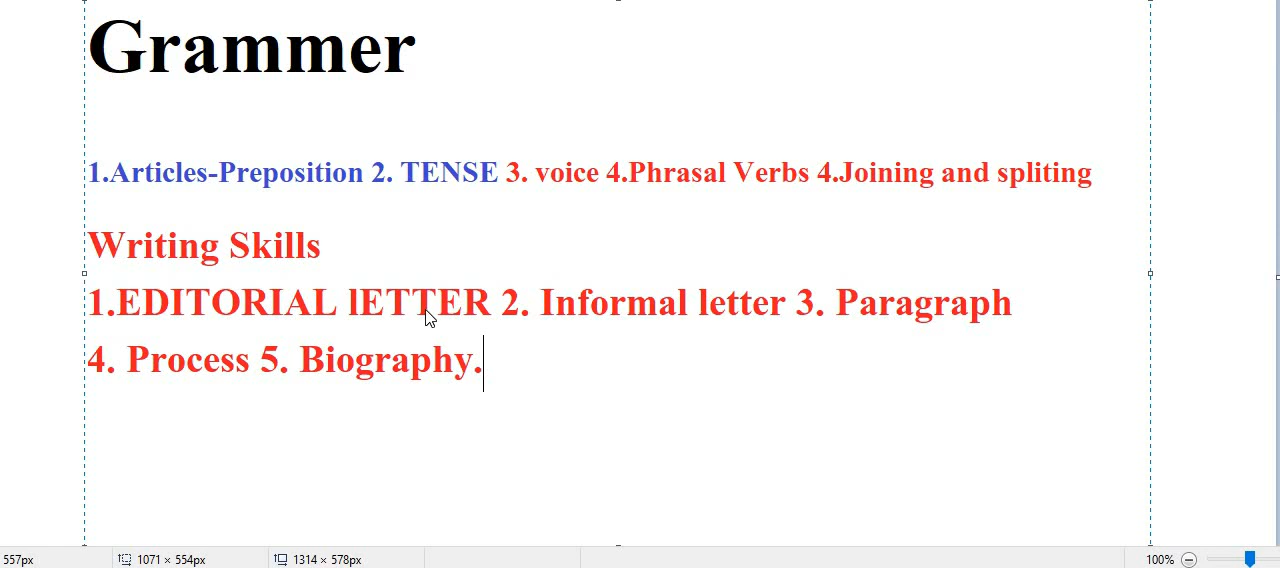 Grammer
1.Articles-Preposition 2. TENSE 3. voice 4.Phrasal Verbs 4.Joining and spliting
Writing Skills
1.EDITORIAL lETTER 2. Informal letter 3. Paragraph
4. Process 5. Biography.
557px 1071 × 554px 1314 × 578px 100%